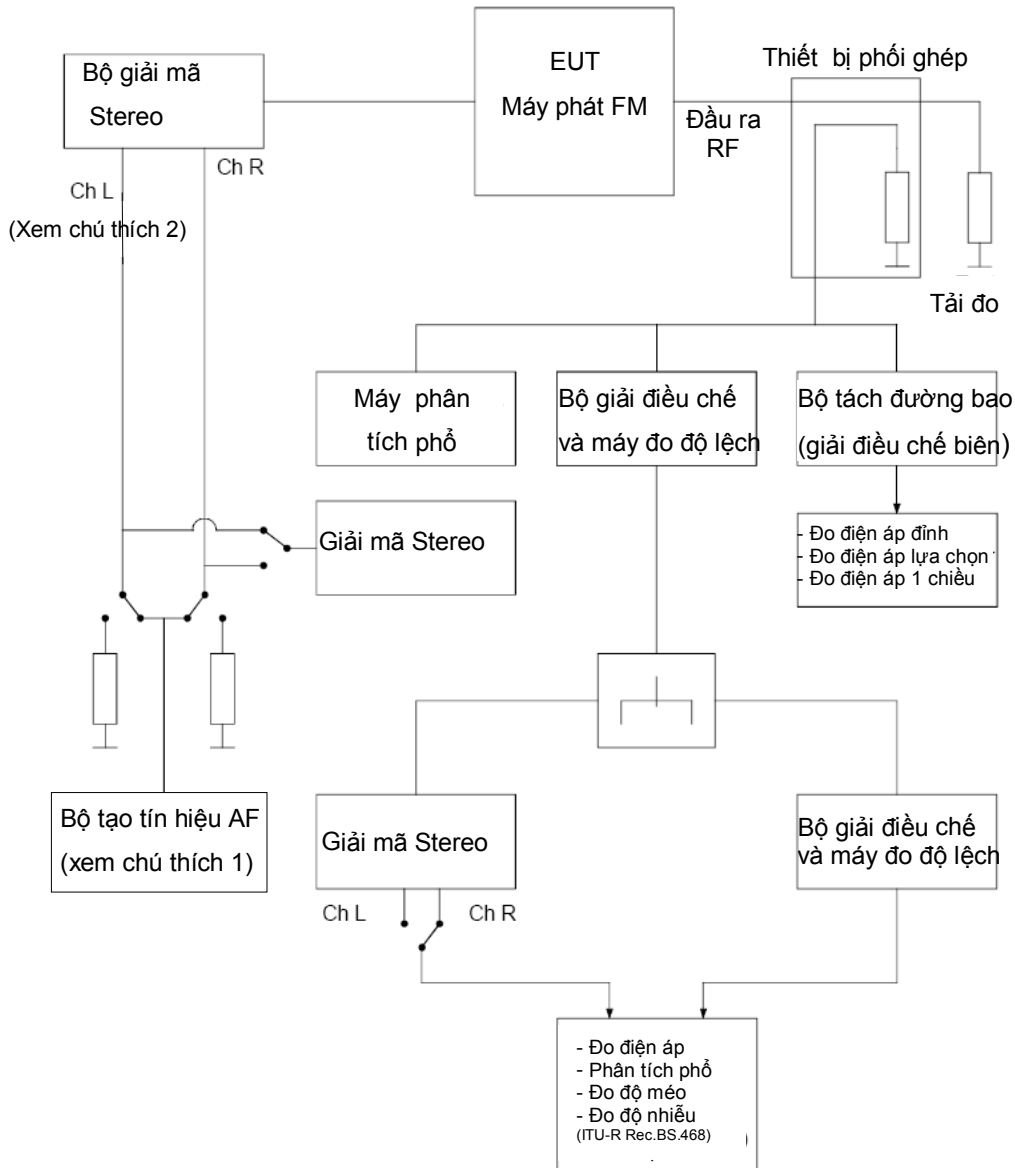 Bộ giải mã
Stereo
EUT
Máy phát FM
Thiết bị phối ghép
Đầu ra
RF
Ch R
Ch L
(Xem chú thích 2)
Tải đo
Máy phân
tích phổ
Bộ giải điều chế
và máy đo độ lệch
Bộ tách đường bao
(giải điều chế biên)
Giải mã Stereo
- Đo điện áp đỉnh
- Đo điện áp lựa chọn
- Đo điện áp 1 chiều
Bộ tạo tín hiệu AF
(xem chú thích 1)
Giải mã Stereo
Bộ giải điều chế
và máy đo độ lệch
Ch L
Ch R
- Đo điện áp
- Phân tích phổ
- Đo độ méo
- Đo độ nhiễu
(ITU-R Rec.BS.468)